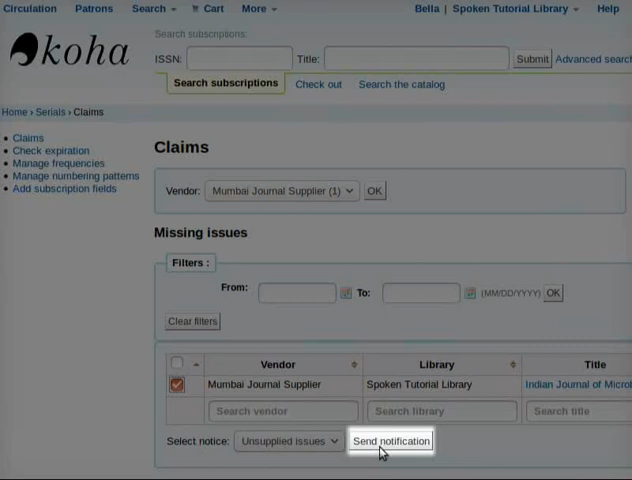 Circulation Patrons Search Cart More Bella | Spoken Tutorial Library Help
koha
Search subscriptions:
ISSN: Title: Submit Advanced search
Search subscriptions Check out Search the catalog
Home › Serials › Claims
Claims
Check expiration
Manage frequencies
Manage numbering patterns
Add subscription fields
Claims
Vendor: Mumbai Journal Supplier (1) OK
Missing issues
Filters :
From: To: (MM/DD/YYYY) OK
Clear filters
Vendor Library Title
Mumbai Journal Supplier Spoken Tutorial Library Indian Journal of Microl
Search vendor Search library Search title
Select notice: Unsupplied issues Send notification